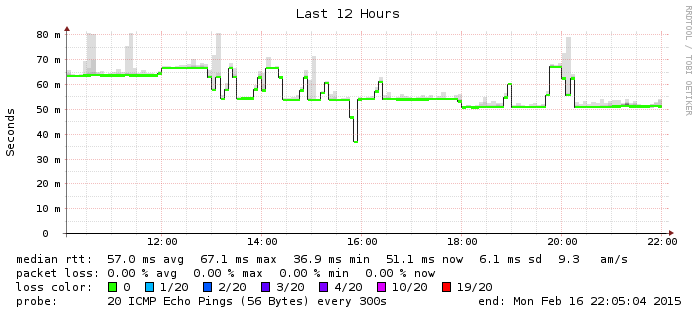 Last 12 Hours
80 m
70 m
60 m
50 m
40 m
30 m
20 m
10 m
0
Seconds
12:00 14:00 16:00 18:00 20:00 22:00
RRDTOOL / TOBI OETIKER
median rtt: 57.0 ms avg 67.1 ms max 36.9 ms min 51.1 ms now 6.1 ms sd 9.3 am/s
packet loss: 0.00 % avg 0.00 % max 0.00 % min 0.00 % now
loss color: 0 1/20 2/20 3/20 4/20 10/20 19/20
probe: 20 ICMP Echo Pings (56 Bytes) every 300s end: Mon Feb 16 22:05:04 2015